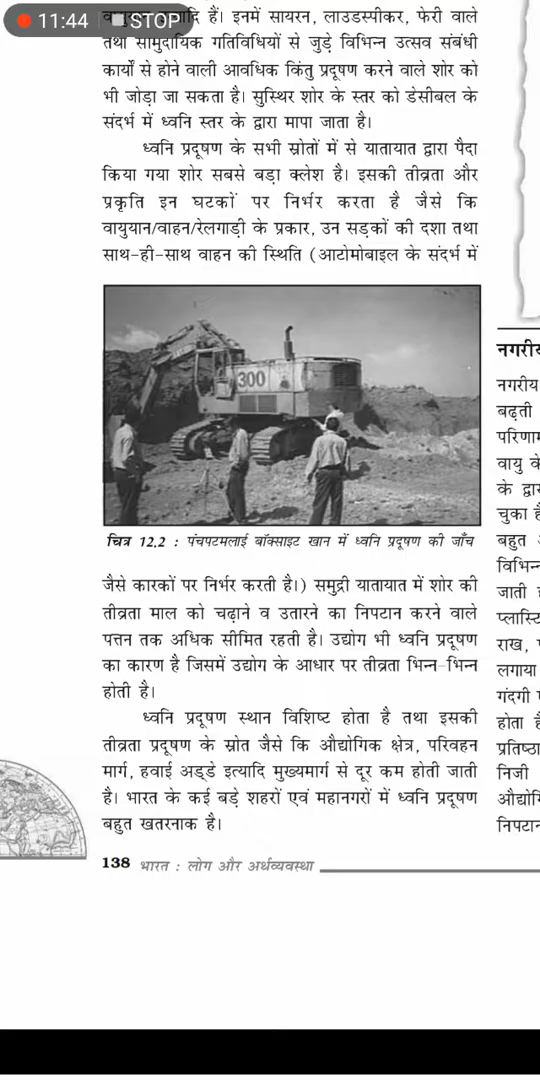 11:44 STOP
हैं। इनमें सायरन, लाउडस्पीकर, फेरी वाले
तथा सामुदायिक गतिविधियों से जुड़े विभिन्न उत्सव संबंधी
कार्यों से होने वाली आवधिक किंतु प्रदूषण करने वाले शोर को
भी जोड़ा जा सकता है। सुस्थिर शोर के स्तर को डेसीबल के
संदर्भ में ध्वनि स्तर के द्वारा मापा जाता है।
ध्वनि प्रदूषण के सभी स्रोतों में से यातायात द्वारा पैदा
किया गया शोर सबसे बड़ा क्लेश है। इसकी तीव्रता और
प्रकृति इन घटकों पर निर्भर करता है जैसे कि
वायुयान/वाहन/रेलगाड़ी के प्रकार, उन सड़कों की दशा तथा
साथ-ही-साथ वाहन की स्थिति (आटोमोबाइल के संदर्भ में
300
चित्र 12.2 : पंचपटमलाई बॉक्साइट खान में ध्वनि प्रदूषण की जाँच
जैसे कारकों पर निर्भर करती है।) समुद्री यातायात में शोर की
तीव्रता माल को चढ़ाने व उतारने का निपटान करने वाले
पत्तन तक अधिक सीमित रहती है। उद्योग भी ध्वनि प्रदूषण
का कारण है जिसमें उद्योग के आधार पर तीव्रता भिन्न-भिन्न
होती है।
ध्वनि प्रदूषण स्थान विशिष्ट होता है तथा इसकी
तीव्रता प्रदूषण के स्रोत जैसे कि औद्योगिक क्षेत्र, परिवहन
मार्ग, हवाई अड्डे इत्यादि मुख्यमार्ग से दूर कम होती जाती
है। भारत के कई बड़े शहरों एवं महानगरों में ध्वनि प्रदूषण
बहुत खतरनाक है।
138 भारत : लोग और अर्थव्यवस्था
नगरीय
बढ़ती
वायु के
बहुत
जाती
राख,
लगाया
निजी